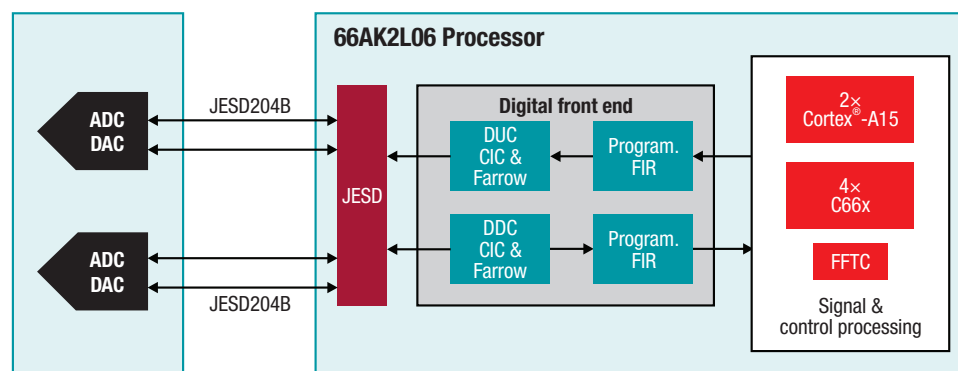 66AK2L06 Processor
JESD204B
ADC
DAC
ADC
DAC
JESD204B
JESD
Digital front end
DUC
CIC &
Farrow
Program.
FIR
DDC
CIC &
Farrow
Program.
FIR
2×
Cortex®-A15
4×
C66x
FFTC
Signal &
control processing